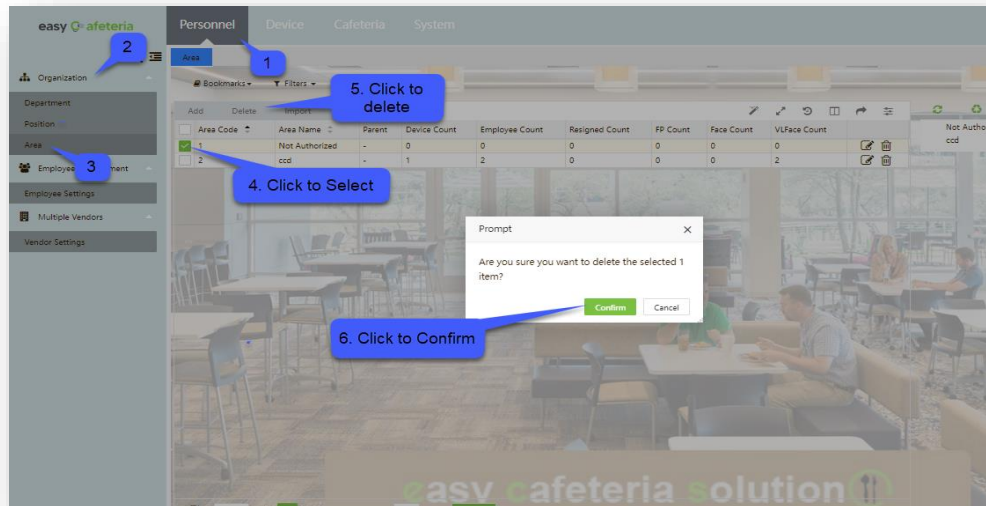 easy Cafeteria
Personnel Device Cafeteria System
2
1
Area
Organization
Bookmarks Filters
5. Click to
delete
Department
Add Delete Import
Position
Area Code Area Name Parent Device Count Employee Count Resigned Count FP Count Face Count VLFace Count
Area
1 Not Authorized - 0 0 0 0 0 0
2 ccd - 1 2 0 0 0 2
Not Autho
ccd
3
4. Click to Select
Employee Settings
Multiple Vendors
Vendor Settings
Prompt
Are you sure you want to delete the selected 1
item?
Confirm Cancel
6. Click to Confirm
easy cafeteria solution